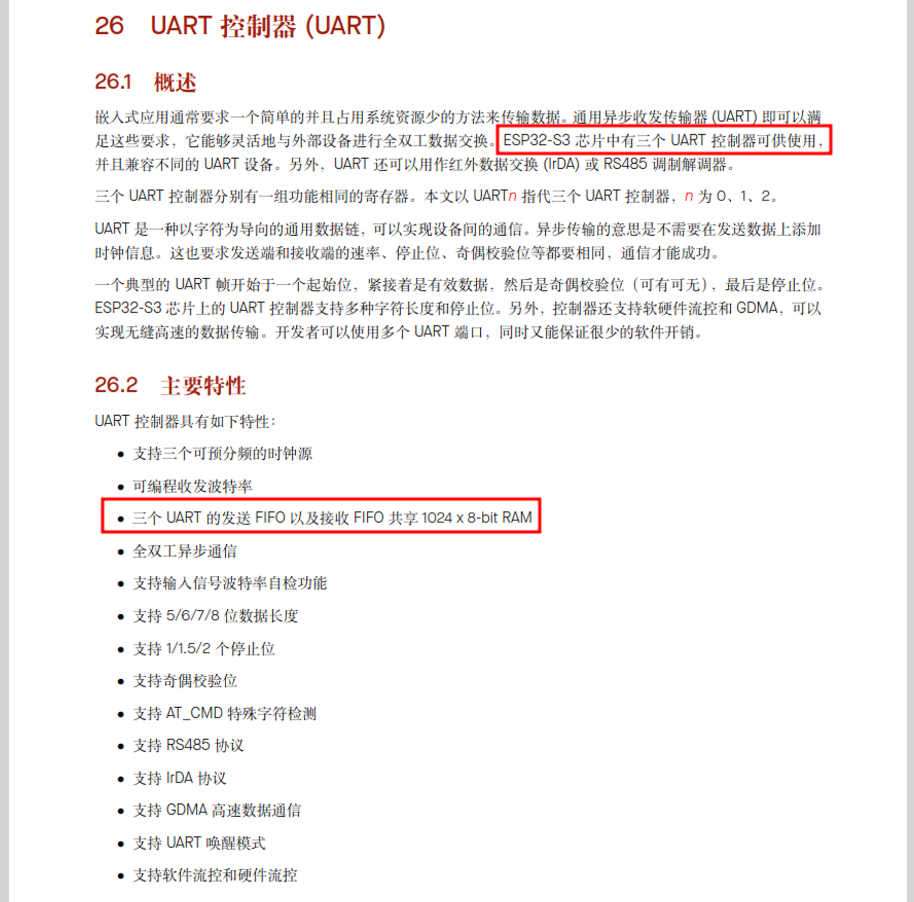 26 UART 控制器 (UART)
26.1 概述
嵌入式应用通常要求一个简单的并且占用系统资源少的方法来传输数据。通用异步收发传输器 (UART) 即可以满
足这些要求，它能够灵活地与外部设备进行全双工数据交换。ESP32-S3 芯片中有三个 UART 控制器可供使用，
并且兼容不同的 UART 设备。另外，UART 还可以用作红外数据交换 (IrDA) 或 RS485 调制解调器。
三个 UART 控制器分别有一组功能相同的寄存器。本文以 UARTn 指代三个 UART 控制器，n 为 0、1、2。
UART 是一种以字符为导向的通用数据链，可以实现设备间的通信。异步传输的意思是不需要在发送数据上添加
时钟信息。这也要求发送端和接收端的速率、停止位、奇偶校验位等都要相同，通信才能成功。
一个典型的 UART 帧开始于一个起始位，紧接着是有效数据，然后是奇偶校验位（可有可无），最后是停止位。
ESP32-S3 芯片上的 UART 控制器支持多种字符长度和停止位。另外，控制器还支持软硬件流控和 GDMA，可以
实现无缝高速的数据传输。开发者可以使用多个 UART 端口，同时又能保证很少的软件开销。
26.2 主要特性
UART 控制器具有如下特性：
• 支持三个可预分频的时钟源
• 可编程收发波特率
• 三个 UART 的发送 FIFO 以及接收 FIFO 共享 1024 x 8-bit RAM
• 全双工异步通信
• 支持输入信号波特率自检功能
• 支持 5/6/7/8 位数据长度
• 支持 1/1.5/2 个停止位
• 支持奇偶校验位
• 支持 AT_CMD 特殊字符检测
• 支持 RS485 协议
• 支持 IrDA 协议
• 支持 GDMA 高速数据通信
• 支持 UART 唤醒模式
• 支持软件流控和硬件流控